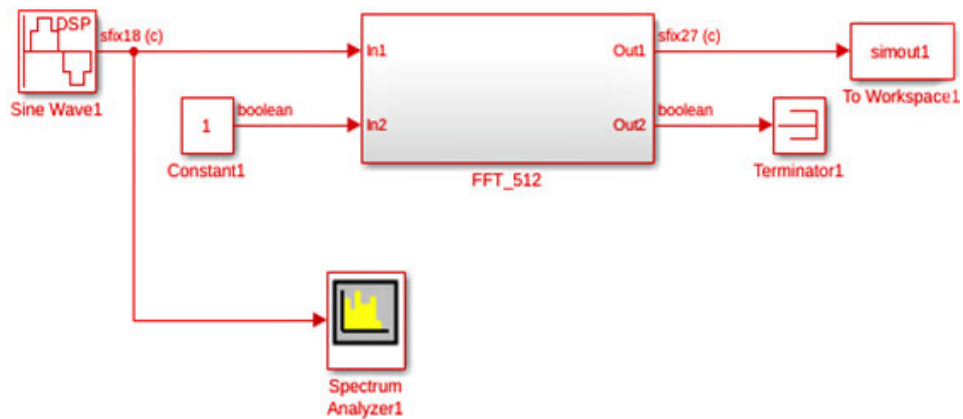 DSP
sfix18 (c)
Sine Wave1
1
boolean
Constant1
In1
In2
Out1
Out2
FFT_512
sfix27 (c)
boolean
simout1
To Workspace1
Terminator1
Spectrum
Analyzer1